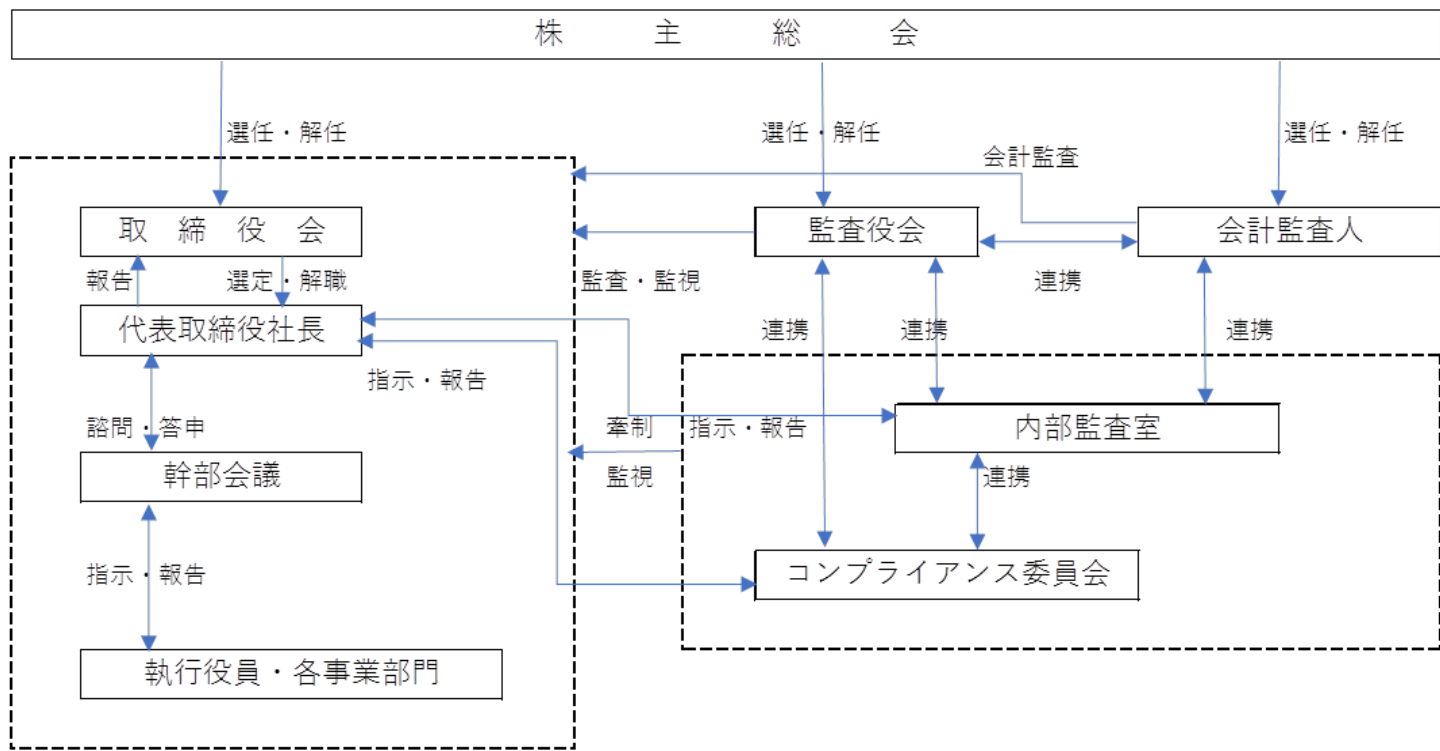 株　主　総　会
選任・解任
選任・解任
選任・解任
会計監査
取　締　役　会
監査役会
会計監査人
報告
選定・解職
監査・監視
連携
代表取締役社長
連携
連携
連携
指示・報告
諮問・答申
牽制
指示・報告
内部監査室
幹部会議
監視
連携
指示・報告
コンプライアンス委員会
執行役員・各事業部門